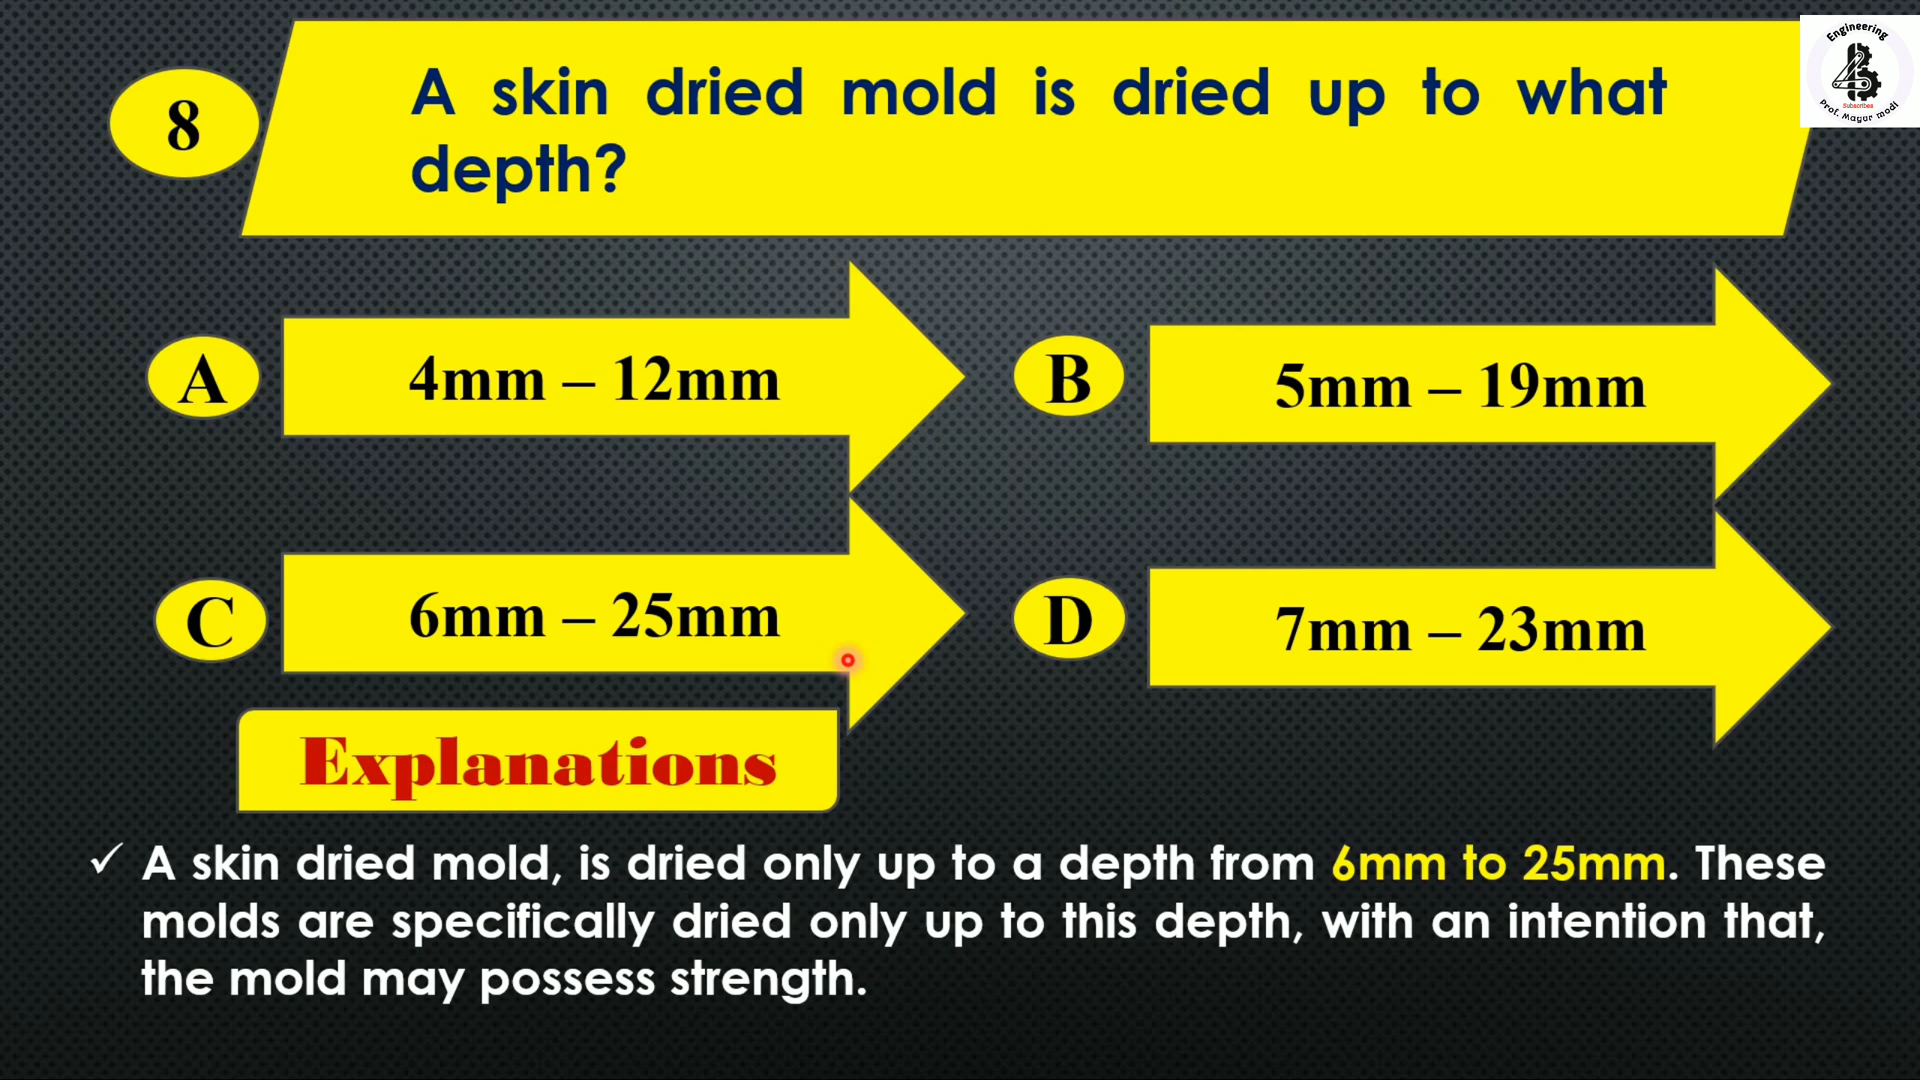 8
A skin dried mold is dried up to what
depth?
Engineering
Subscribes
Prof. Mayur modi
A
4mm – 12mm
B
5mm – 19mm
C
6mm – 25mm
D
7mm – 23mm
Explanations
✓ A skin dried mold, is dried only up to a depth from 6mm to 25mm. These
molds are specifically dried only up to this depth, with an intention that,
the mold may possess strength.